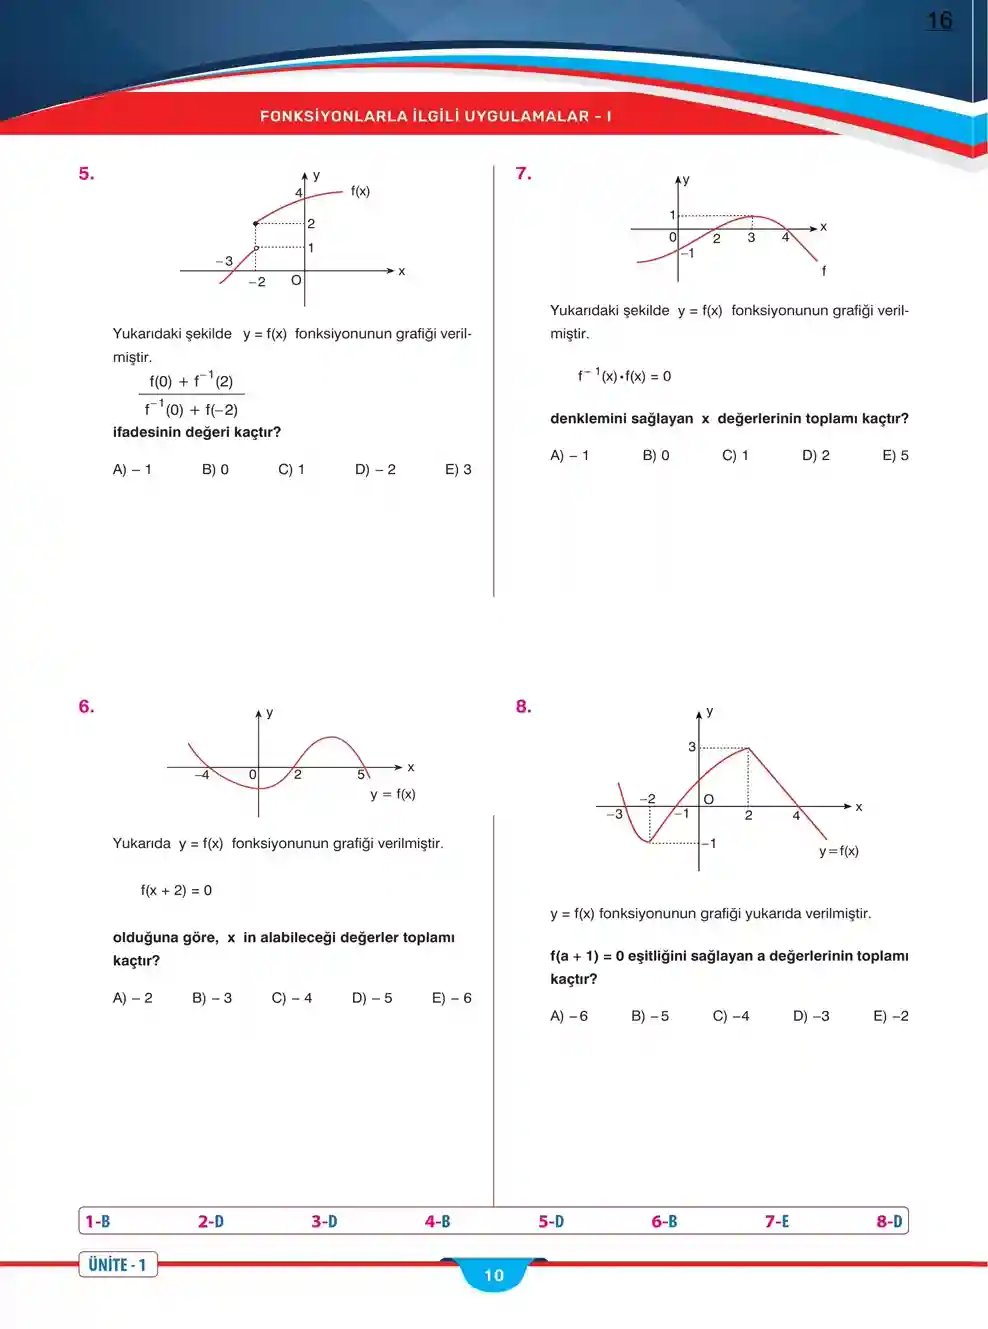 16
FONKSİYONLARLA İLGİLİ UYGULAMALAR - I
5.
y
4
f(x)
2
1
−3
−2
O
x
Yukarıdaki şekilde y = f(x) fonksiyonunun grafiği veril-
miştir.
f(0) + f⁻¹(2)
f⁻¹(0) + f(−2)
ifadesinin değeri kaçtır?
A) − 1 B) 0 C) 1 D) − 2 E) 3
6.
y
−4 0 2 5 x
y = f(x)
Yukarıda y = f(x) fonksiyonunun grafiği verilmiştir.
f(x + 2) = 0
olduğuna göre, x in alabileceği değerler toplamı
kaçtır?
A) − 2 B) − 3 C) − 4 D) − 5 E) − 6
7.
y
1
x
0 2 3 4
−1
f
Yukarıdaki şekilde y = f(x) fonksiyonunun grafiği veril-
miştir.
f⁻¹(x)·f(x) = 0
denklemini sağlayan x değerlerinin toplamı kaçtır?
A) − 1 B) 0 C) 1 D) 2 E) 5
8.
y
3
−2 O x
−3 −1 2 4
−1
y=f(x)
y = f(x) fonksiyonunun grafiği yukarıda verilmiştir.
f(a + 1) = 0 eşitliğini sağlayan a değerlerinin toplamı
kaçtır?
A) −6 B) −5 C) −4 D) −3 E) −2
1-B 2-D 3-D 4-B 5-D 6-B 7-E 8-D
ÜNİTE - 1
10